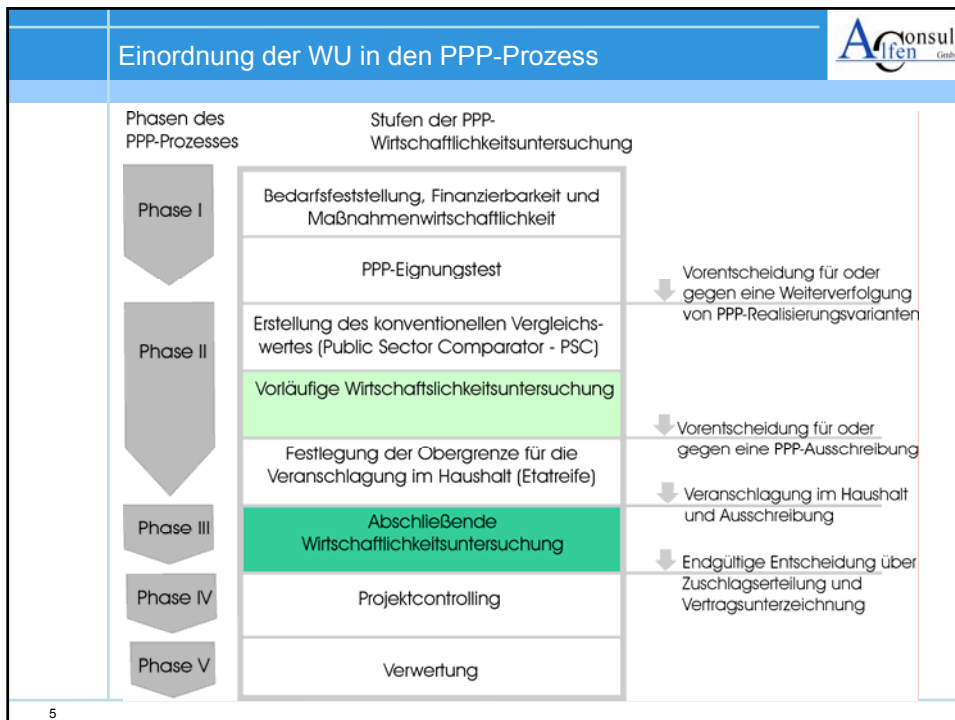 Einordnung der WU in den PPP-Prozess
Alfen Consult
GmbH
Phasen des
PPP-Prozesses
Stufen der PPP-
Wirtschaftlichkeitsuntersuchung
Phase I
Bedarfsfeststellung, Finanzierbarkeit und
Maßnahmenwirtschaftlichkeit
PPP-Eignungstest
Vorentscheidung für oder
gegen eine Weiterverfolgung
von PPP-Realisierungsvarianten
Phase II
Erstellung des konventionellen Vergleichs-
wertes (Public Sector Comparator - PSC)
Vorläufige Wirtschaftslichkeitsuntersuchung
Vorentscheidung für oder
gegen eine PPP-Ausschreibung
Festlegung der Obergrenze für die
Veranschlagung im Haushalt (Etatreife)
Veranschlagung im Haushalt
und Ausschreibung
Phase III
Abschließende
Wirtschaftlichkeitsuntersuchung
Endgültige Entscheidung über
Zuschlagserteilung und
Vertragsunterzeichnung
Phase IV
Projektcontrolling
Phase V
Verwertung
5